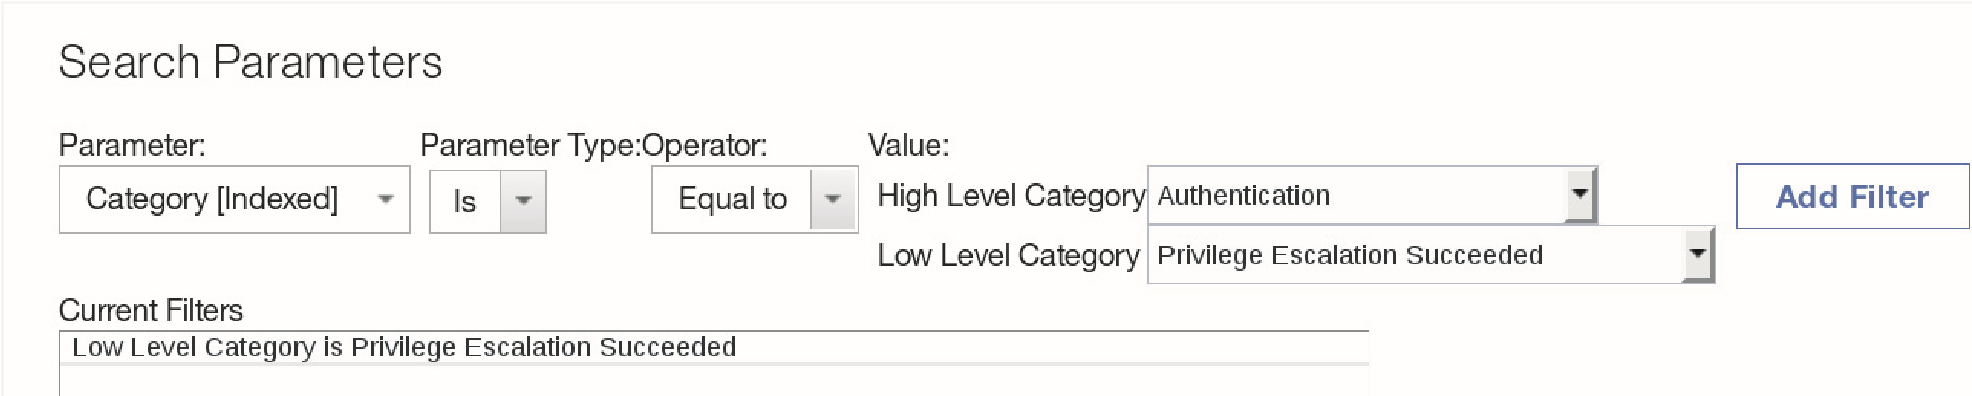 Search Parameters
Parameter: Parameter Type:Operator: Value:
Category [Indexed] Is Equal to High Level Category Authentication Add Filter
Low Level Category Privilege Escalation Succeeded
Current Filters
Low Level Category is Privilege Escalation Succeeded